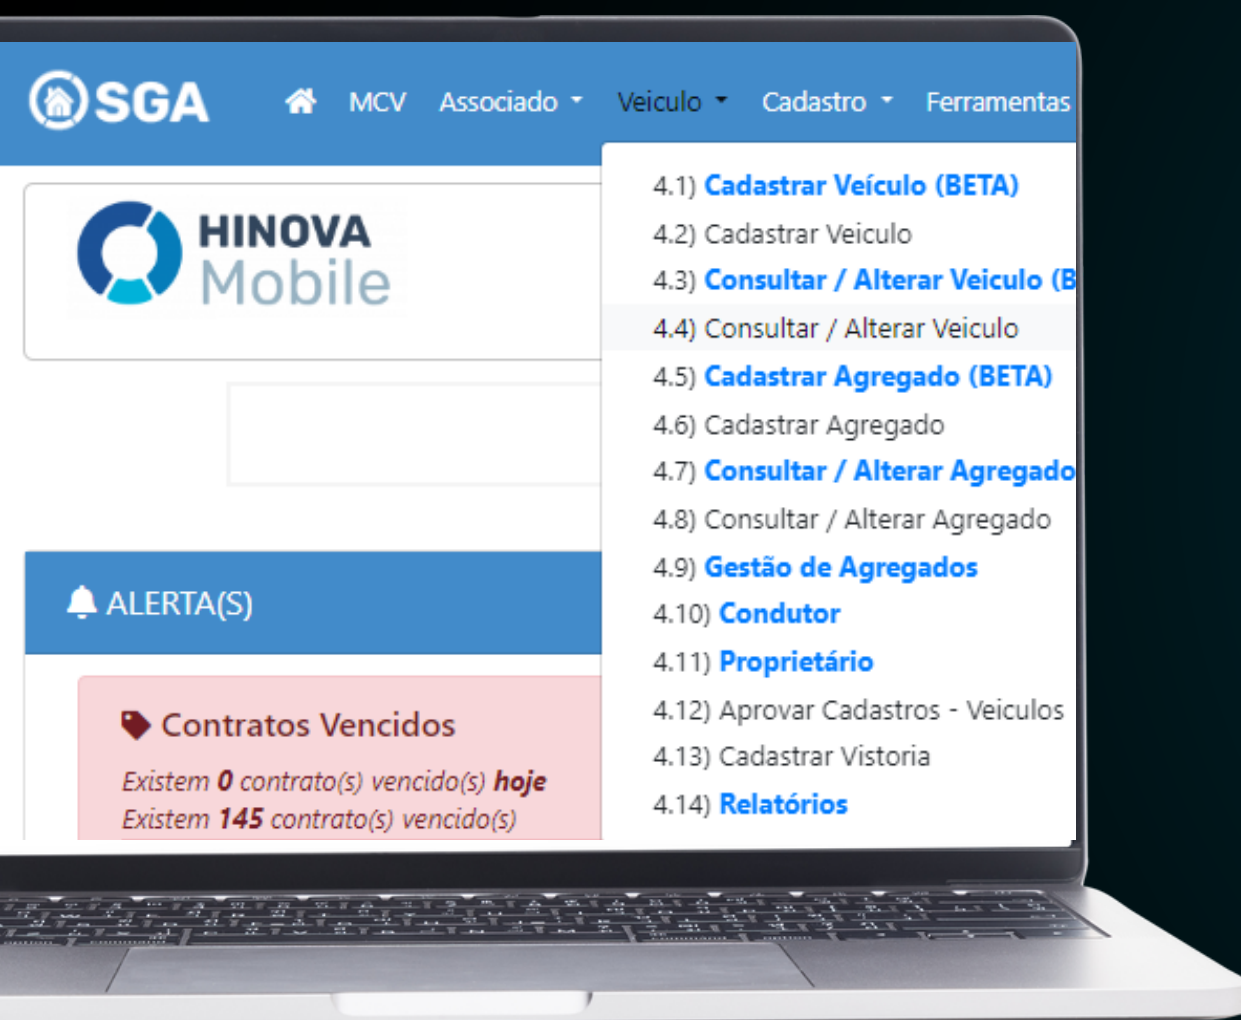 SGA
MCV Associado Veiculo Cadastro Ferramentas
HINOVA
Mobile
4.1) Cadastrar Veículo (BETA)
4.2) Cadastrar Veiculo
4.3) Consultar / Alterar Veiculo (B
4.4) Consultar / Alterar Veiculo
4.5) Cadastrar Agregado (BETA)
4.6) Cadastrar Agregado
4.7) Consultar / Alterar Agregado
4.8) Consultar / Alterar Agregado
4.9) Gestão de Agregados
4.10) Condutor
4.11) Proprietário
4.12) Aprovar Cadastros - Veiculos
4.13) Cadastrar Vistoria
4.14) Relatórios
ALERTA(S)
Contratos Vencidos
Existem 0 contrato(s) vencido(s) hoje
Existem 145 contrato(s) vencido(s)